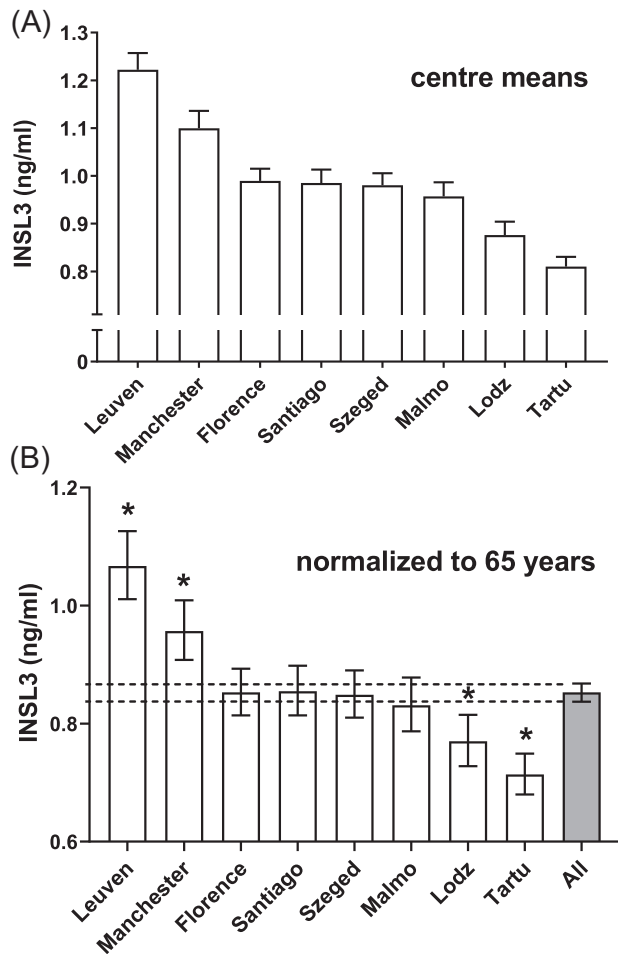 (A)
centre means
INSL3 (ng/ml)
1.3
1.2
1.1
1.0
0.9
0.8
0
Leuven
Manchester
Florence
Santiago
Szeged
Malmo
Lodz
Tartu
(B)
normalized to 65 years
INSL3 (ng/ml)
1.2
1.0
0.8
0.6
*
*
*
*
Leuven
Manchester
Florence
Santiago
Szeged
Malmo
Lodz
Tartu
All